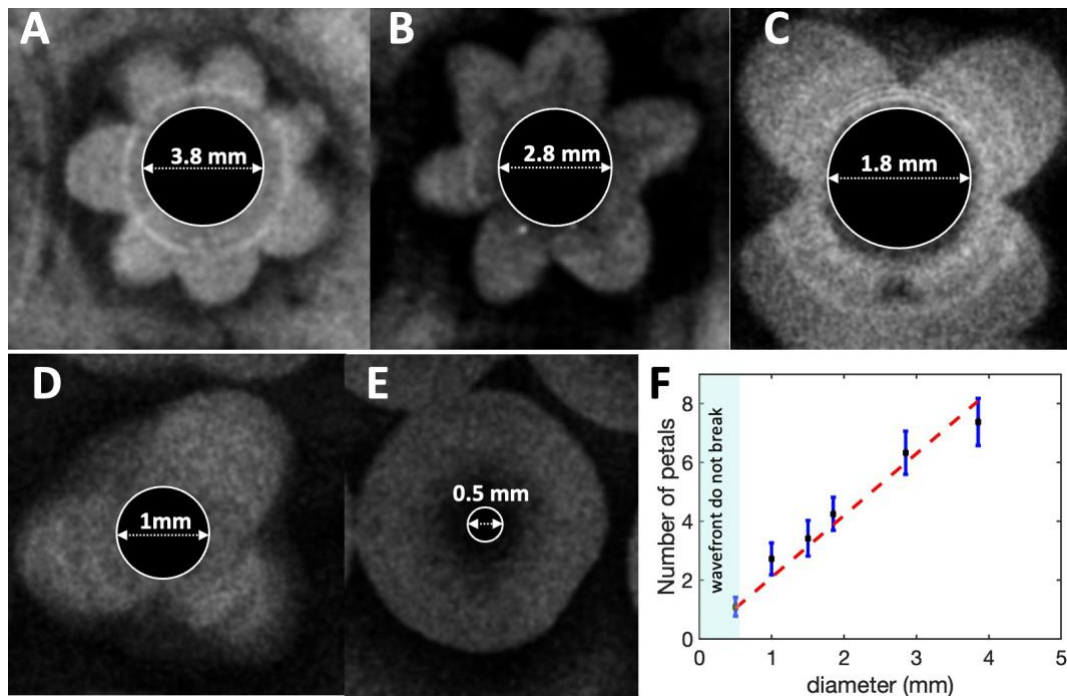 A
B
C
3.8 mm
2.8 mm
1.8 mm
D
E
F
1mm
0.5 mm
Number of petals
wavefront do not break
8
6
4
2
0
0 1 2 3 4 5
diameter (mm)